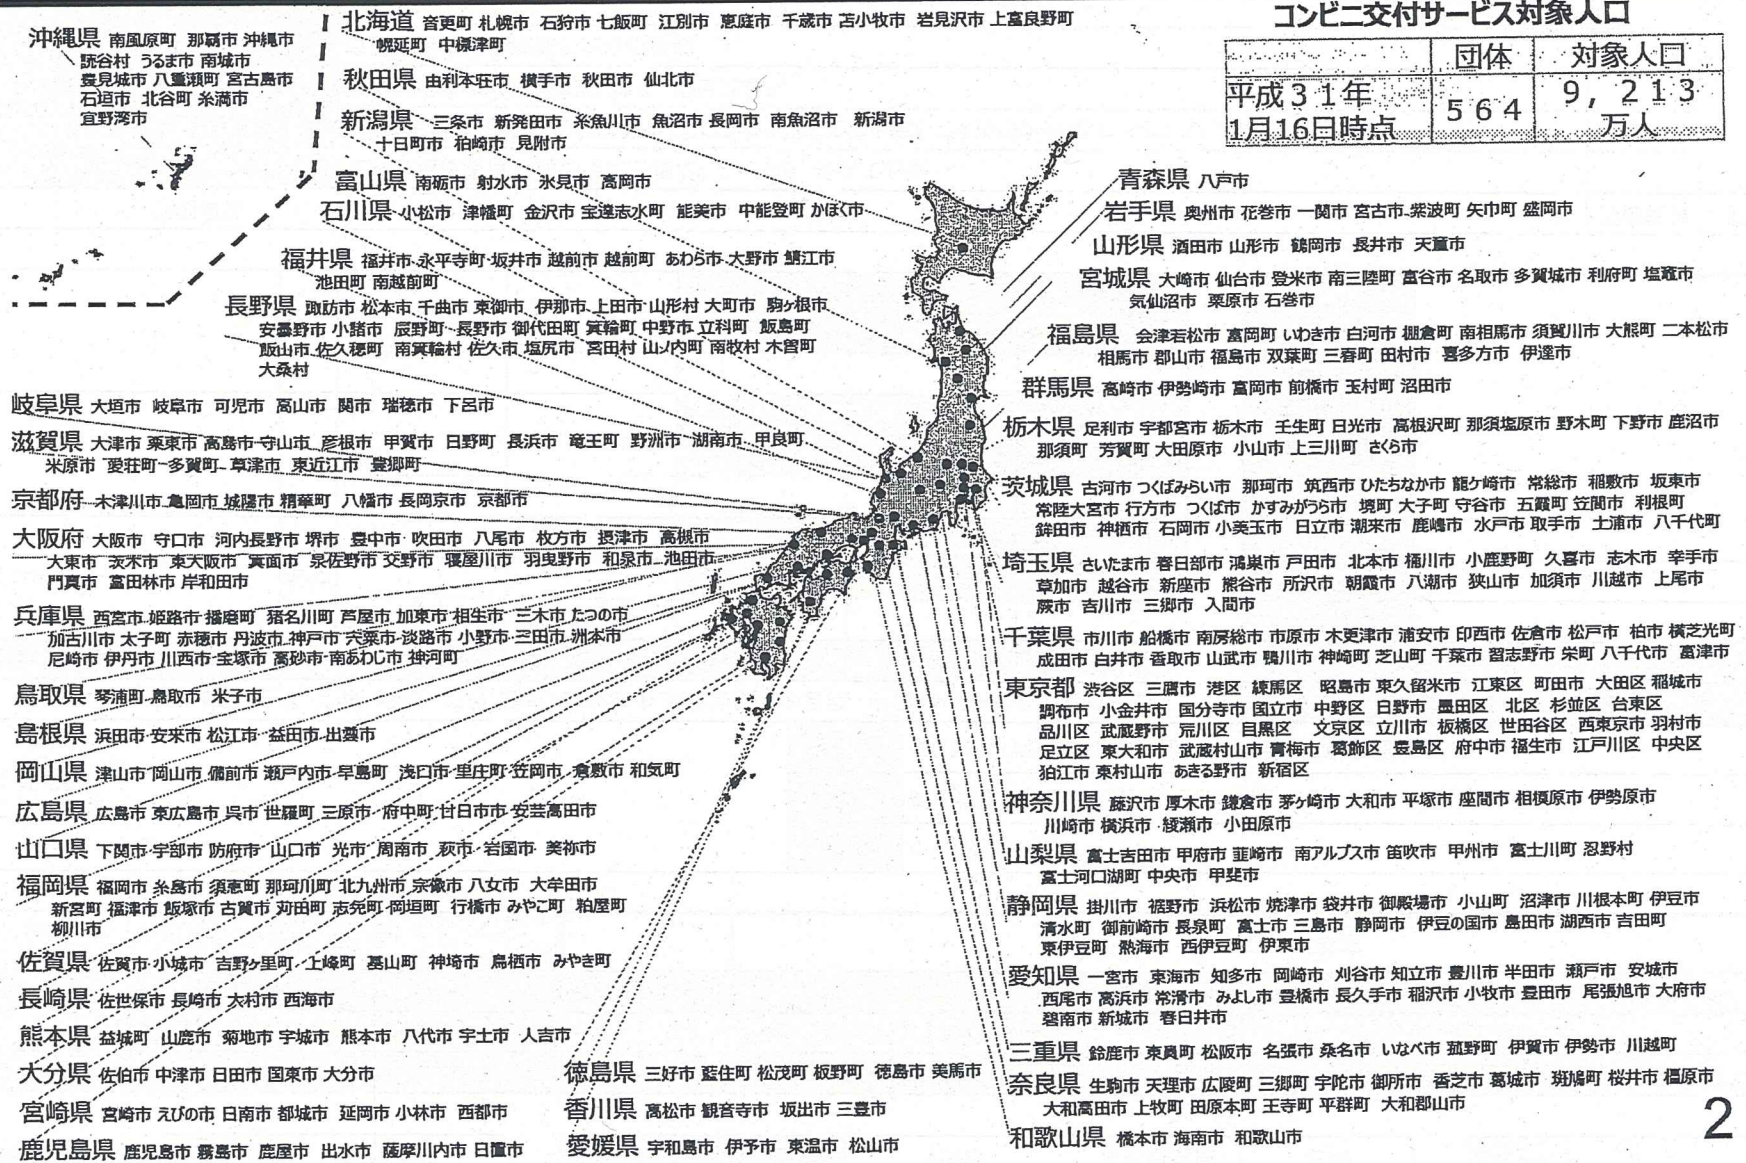 コンビニ交付サービス対象人口
団体 対象人口
平成31年 1月16日時点 564 9,213万人
沖縄県 南風原町 那覇市 沖縄市
読谷村 うるま市 南城市
豊見城市 八重瀬町 宮古島市
石垣市 北谷町 糸満市
宜野湾市
北海道 音更町 札幌市 石狩市 七飯町 江別市 恵庭市 千歳市 苫小牧市 岩見沢市 上富良野町
幌延町 中標津町
秋田県 由利本荘市 横手市 秋田市 仙北市
新潟県 三条市 新発田市 糸魚川市 魚沼市 長岡市 南魚沼市 新潟市
十日町市 柏崎市 見附市
富山県 南砺市 射水市 氷見市 高岡市
石川県 小松市 津幡町 金沢市 宝達志水町 能美市 中能登町 かほく市
福井県 福井市 永平寺町 坂井市 越前市 越前町 あわら市 大野市 鯖江市
池田町 南越前町
長野県 諏訪市 松本市 千曲市 東御市 伊那市 上田市 山形村 大町市 駒ヶ根市
安曇野市 小諸市 辰野町 長野市 御代田町 箕輪町 中野市 立科町 飯島町
飯山市 佐久穂町 南箕輪村 佐久市 塩尻市 宮田村 山ノ内町 南牧村 木曽町
大桑村
岐阜県 大垣市 岐阜市 可児市 高山市 関市 瑞穂市 下呂市
滋賀県 大津市 栗東市 高島市 守山市 彦根市 甲賀市 日野町 長浜市 竜王町 野洲市 湖南市 甲良町
米原市 愛荘町 多賀町 草津市 東近江市 豊郷町
京都府 木津川市 亀岡市 城陽市 精華町 八幡市 長岡京市 京都市
大阪府 大阪市 守口市 河内長野市 堺市 豊中市 吹田市 八尾市 枚方市 摂津市 高槻市
大東市 茨木市 東大阪市 箕面市 泉佐野市 交野市 寝屋川市 羽曳野市 和泉市 池田市
門真市 富田林市 岸和田市
兵庫県 西宮市 姫路市 播磨町 猪名川町 芦屋市 加東市 相生市 三木市 たつの市
加古川市 太子町 赤穂市 丹波市 神戸市 宍粟市 淡路市 小野市 三田市 洲本市
尼崎市 伊丹市 川西市 宝塚市 高砂市 南あわじ市 神河町
鳥取県 琴浦町 鳥取市 米子市
島根県 浜田市 安来市 松江市 益田市 出雲市
岡山県 津山市 岡山市 備前市 瀬戸内市 早島町 浅口市 里庄町 笠岡市 倉敷市 和気町
広島県 広島市 東広島市 呉市 世羅町 三原市 府中町 廿日市市 安芸高田市
山口県 下関市 宇部市 防府市 山口市 光市 周南市 萩市 岩国市 美祢市
福岡県 福岡市 糸島市 須恵町 那珂川町 北九州市 宗像市 八女市 大牟田市
新宮町 福津市 飯塚市 古賀市 苅田町 志免町 岡垣町 行橋市 みやこ町 粕屋町
柳川市
佐賀県 佐賀市 小城市 吉野ヶ里町 上峰町 基山町 神埼市 鳥栖市 みやき町
長崎県 佐世保市 長崎市 大村市 西海市
熊本県 益城町 山鹿市 菊池市 宇城市 熊本市 八代市 宇土市 人吉市
大分県 佐伯市 中津市 日田市 国東市 大分市
宮崎県 宮崎市 えびの市 日南市 都城市 延岡市 小林市 西都市
鹿児島県 鹿児島市 霧島市 鹿屋市 出水市 薩摩川内市 日置市
徳島県 三好市 藍住町 松茂町 板野町 徳島市 美馬市
香川県 高松市 観音寺市 坂出市 三豊市
愛媛県 宇和島市 伊予市 東温市 松山市
青森県 八戸市
岩手県 奥州市 花巻市 一関市 宮古市 紫波町 矢巾町 盛岡市
山形県 酒田市 山形市 鶴岡市 長井市 天童市
宮城県 大崎市 仙台市 登米市 南三陸町 富谷市 名取市 多賀城市 利府町 塩竈市
気仙沼市 栗原市 石巻市
福島県 会津若松市 富岡町 いわき市 白河市 棚倉町 南相馬市 須賀川市 大熊町 二本松市
相馬市 郡山市 福島市 双葉町 三春町 田村市 喜多方市 伊達市
群馬県 高崎市 伊勢崎市 富岡市 前橋市 玉村町 沼田市
栃木県 足利市 宇都宮市 栃木市 壬生町 日光市 高根沢町 那須塩原市 野木町 下野市 鹿沼市
那須町 芳賀町 大田原市 小山市 上三川町 さくら市
茨城県 古河市 つくばみらい市 那珂市 筑西市 ひたちなか市 龍ケ崎市 常総市 稲敷市 坂東市
常陸大宮市 行方市 つくば市 かすみがうら市 境町 大子町 守谷市 五霞町 笠間市 利根町
鉾田市 神栖市 石岡市 小美玉市 日立市 潮来市 鹿嶋市 水戸市 取手市 土浦市 八千代町
埼玉県 さいたま市 春日部市 鴻巣市 戸田市 北本市 桶川市 小鹿野町 久喜市 志木市 幸手市
草加市 越谷市 新座市 熊谷市 所沢市 朝霞市 八潮市 狭山市 加須市 川越市 上尾市
蕨市 吉川市 三郷市 入間市
千葉県 市川市 船橋市 南房総市 市原市 木更津市 浦安市 印西市 佐倉市 松戸市 柏市 横芝光町
成田市 白井市 香取市 山武市 鴨川市 神崎町 芝山町 千葉市 習志野市 栄町 八千代市 富津市
東京都 渋谷区 三鷹市 港区 練馬区 昭島市 東久留米市 江東区 町田市 大田区 稲城市
調布市 小金井市 国分寺市 国立市 中野区 日野市 墨田区 北区 杉並区 台東区
品川区 武蔵野市 荒川区 目黒区 文京区 立川市 板橋区 世田谷区 西東京市 羽村市
足立区 東大和市 武蔵村山市 青梅市 葛飾区 豊島区 府中市 福生市 江戸川区 中央区
狛江市 東村山市 あきる野市 新宿区
神奈川県 藤沢市 厚木市 鎌倉市 茅ヶ崎市 大和市 平塚市 座間市 相模原市 伊勢原市
川崎市 横浜市 綾瀬市 小田原市
山梨県 富士吉田市 甲府市 韮崎市 南アルプス市 笛吹市 甲州市 富士川町 忍野村
富士河口湖町 中央市 甲斐市
静岡県 掛川市 裾野市 浜松市 焼津市 袋井市 御殿場市 小山町 沼津市 川根本町 伊豆市
清水町 御前崎市 長泉町 富士市 三島市 静岡市 伊豆の国市 島田市 湖西市 吉田町
東伊豆町 熱海市 西伊豆町 伊東市
愛知県 一宮市 東海市 知多市 岡崎市 刈谷市 知立市 豊川市 半田市 瀬戸市 安城市
西尾市 高浜市 常滑市 みよし市 豊橋市 長久手市 稲沢市 小牧市 豊田市 尾張旭市 大府市
碧南市 新城市 春日井市
三重県 鈴鹿市 東員町 松阪市 名張市 桑名市 いなべ市 菰野町 伊賀市 伊勢市 川越町
奈良県 生駒市 天理市 広陵町 三郷町 宇陀市 御所市 香芝市 葛城市 斑鳩町 桜井市 橿原市
大和高田市 上牧町 田原本町 王寺町 平群町 大和郡山市
和歌山県 橋本市 海南市 和歌山市
2